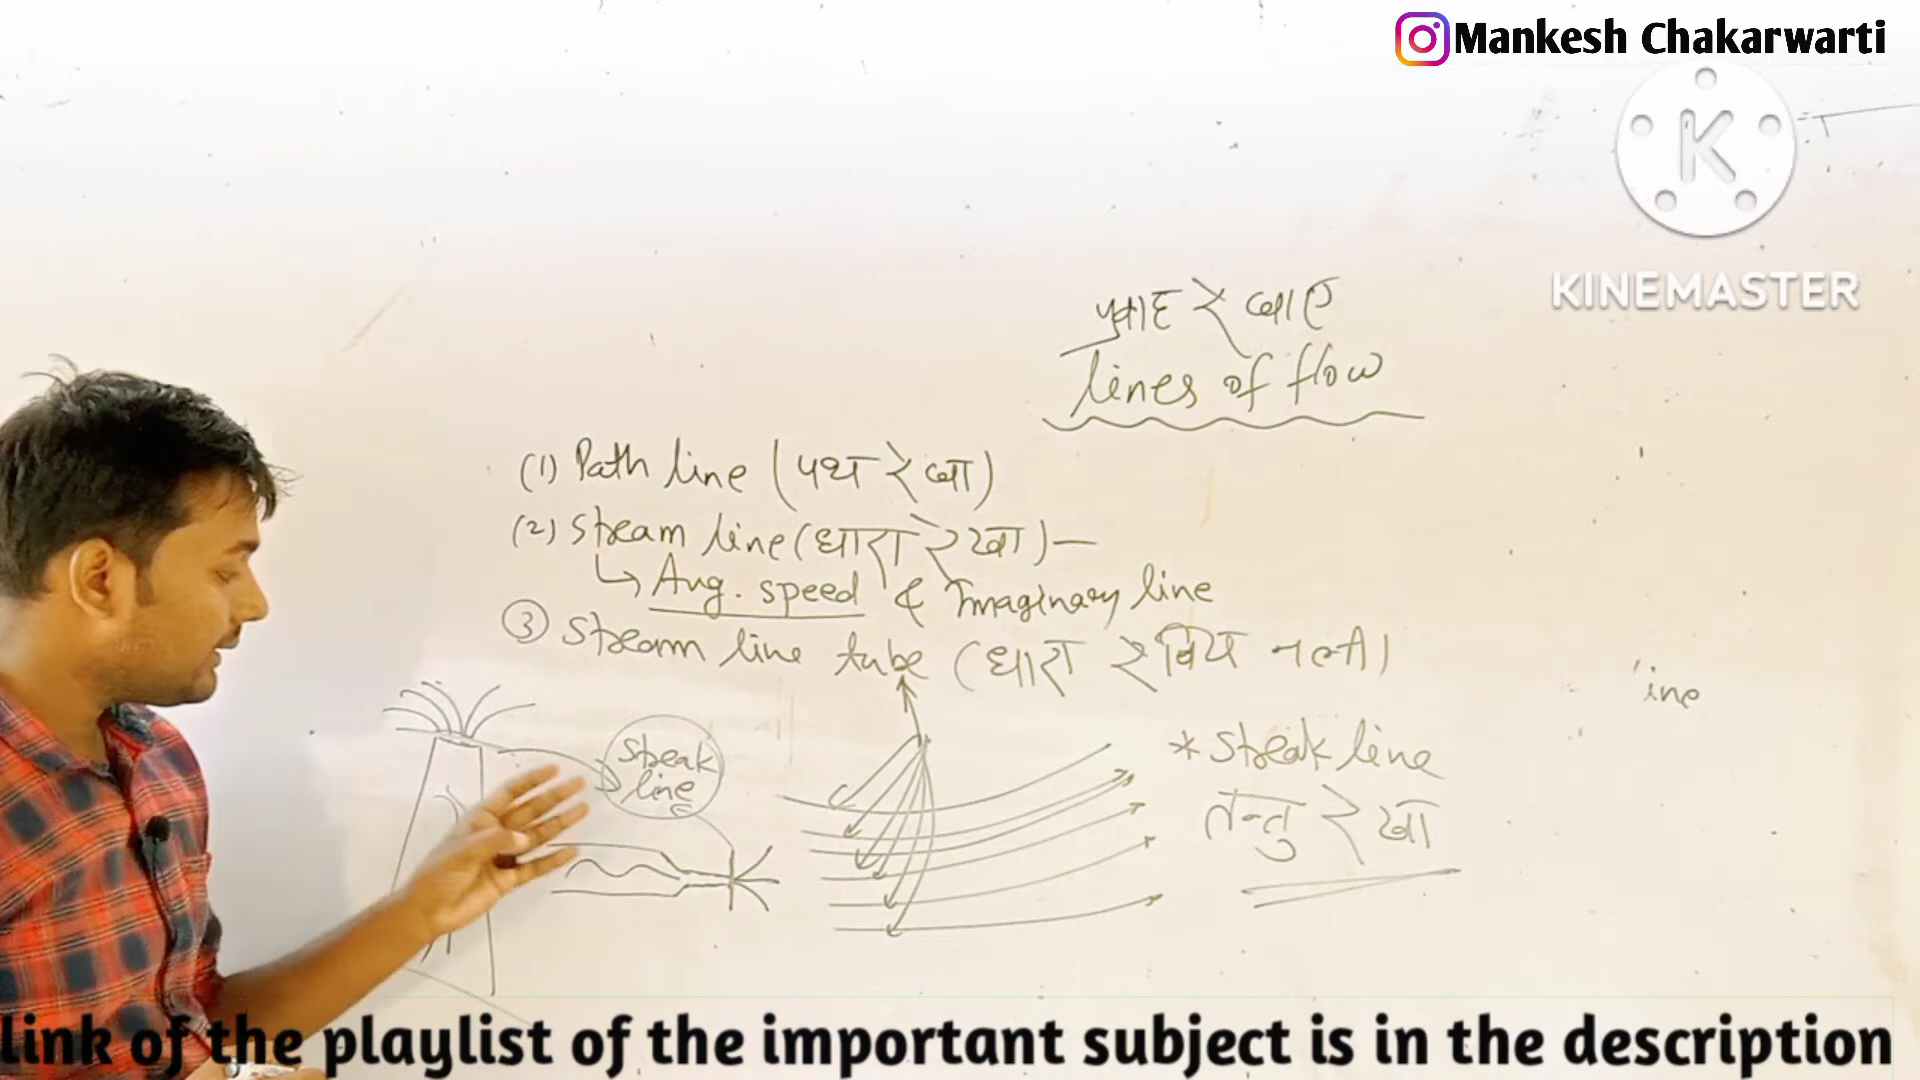 Mankesh Chakarwarti
K
KINEMASTER
प्रवाह रेखाए
lines of flow
(1) Path line (पथ रेखा)
(2) Stream line (धारा रेखा) —
↳ Avg. speed & Imaginary line
③ Stream line tube (धारा रेखिय नली)
Streak
line
* Streak line
तन्तु रेखा
ine
link of the playlist of the important subject is in the description